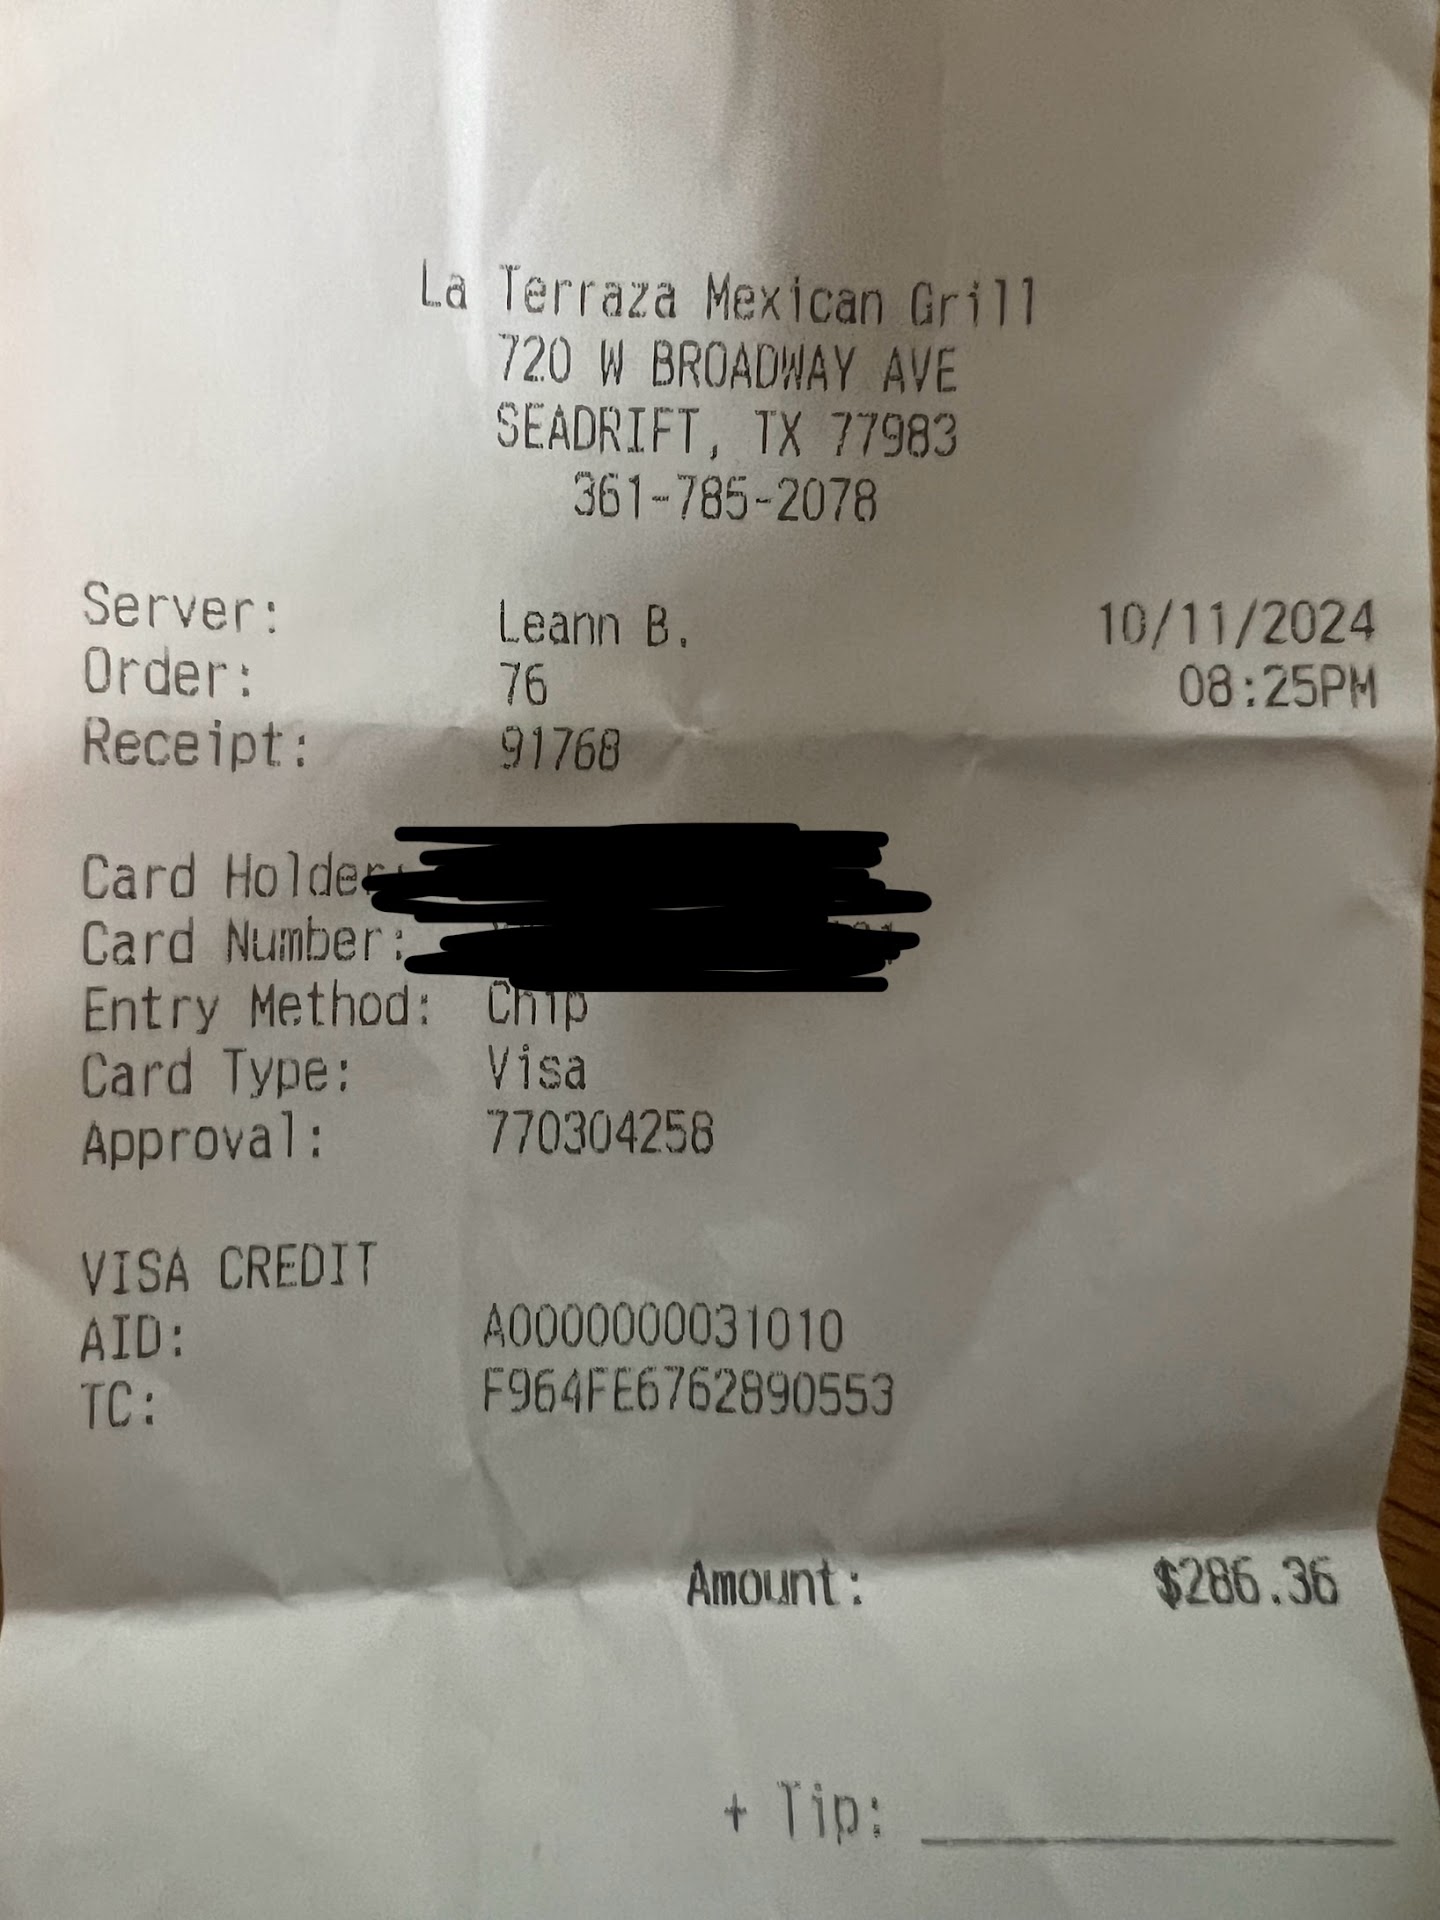 La Terraza Mexican Grill
720 W BROADWAY AVE
SEADRIFT, TX 77983
361-785-2078
Server: Leann B. 10/11/2024
Order: 76 08:25PM
Receipt: 91768
Card Holder:
Card Number:
Entry Method: Chip
Card Type: Visa
Approval: 770304258
VISA CREDIT
AID: A0000000031010
TC: F964FE6762890553
Amount: $286.36
+ Tip: